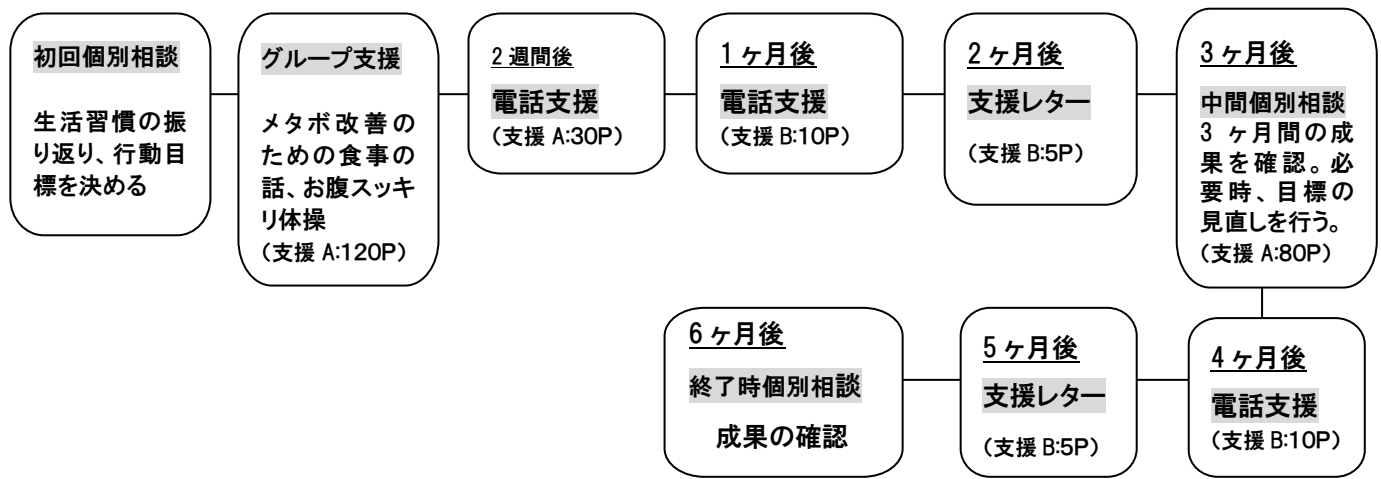 初回個別相談
生活習慣の振
り返り、行動目
標を決める
グループ支援
メタボ改善の
ための食事の
話、お腹スッキ
リ体操
（支援 A:120P）
2 週間後
電話支援
（支援 A:30P）
1 ヶ月後
電話支援
（支援 B:10P）
2 ヶ月後
支援レター
（支援 B:5P）
3 ヶ月後
中間個別相談
3 ヶ月間の成
果を確認。必
要時、目標の
見直しを行う。
（支援 A:80P）
4 ヶ月後
電話支援
（支援 B:10P）
5 ヶ月後
支援レター
（支援 B:5P）
6 ヶ月後
終了時個別相談
成果の確認